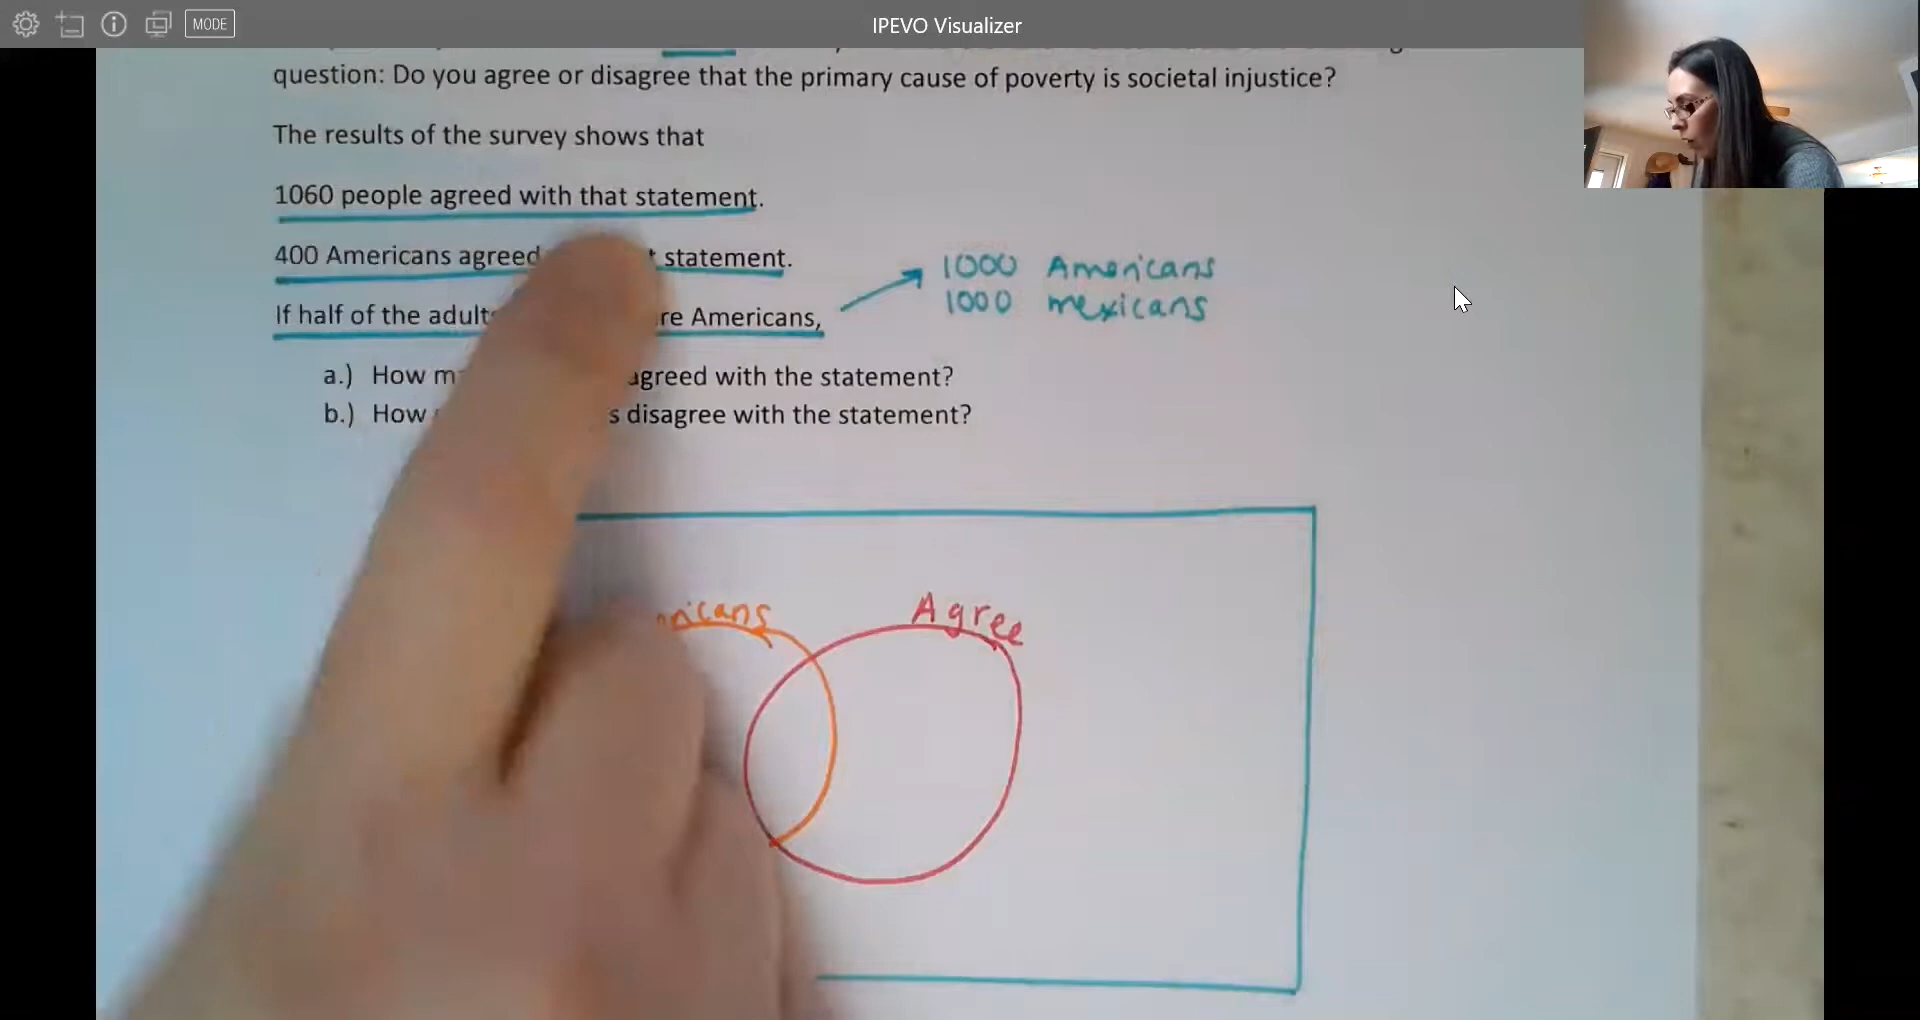 MODE
IPEVO Visualizer
question: Do you agree or disagree that the primary cause of poverty is societal injustice?
The results of the survey shows that
1060 people agreed with that statement.
400 Americans agreed statement.
1000 Americans
1000 mexicans
If half of the adults Americans,
a.) How agreed with the statement?
b.) How disagree with the statement?
Agree